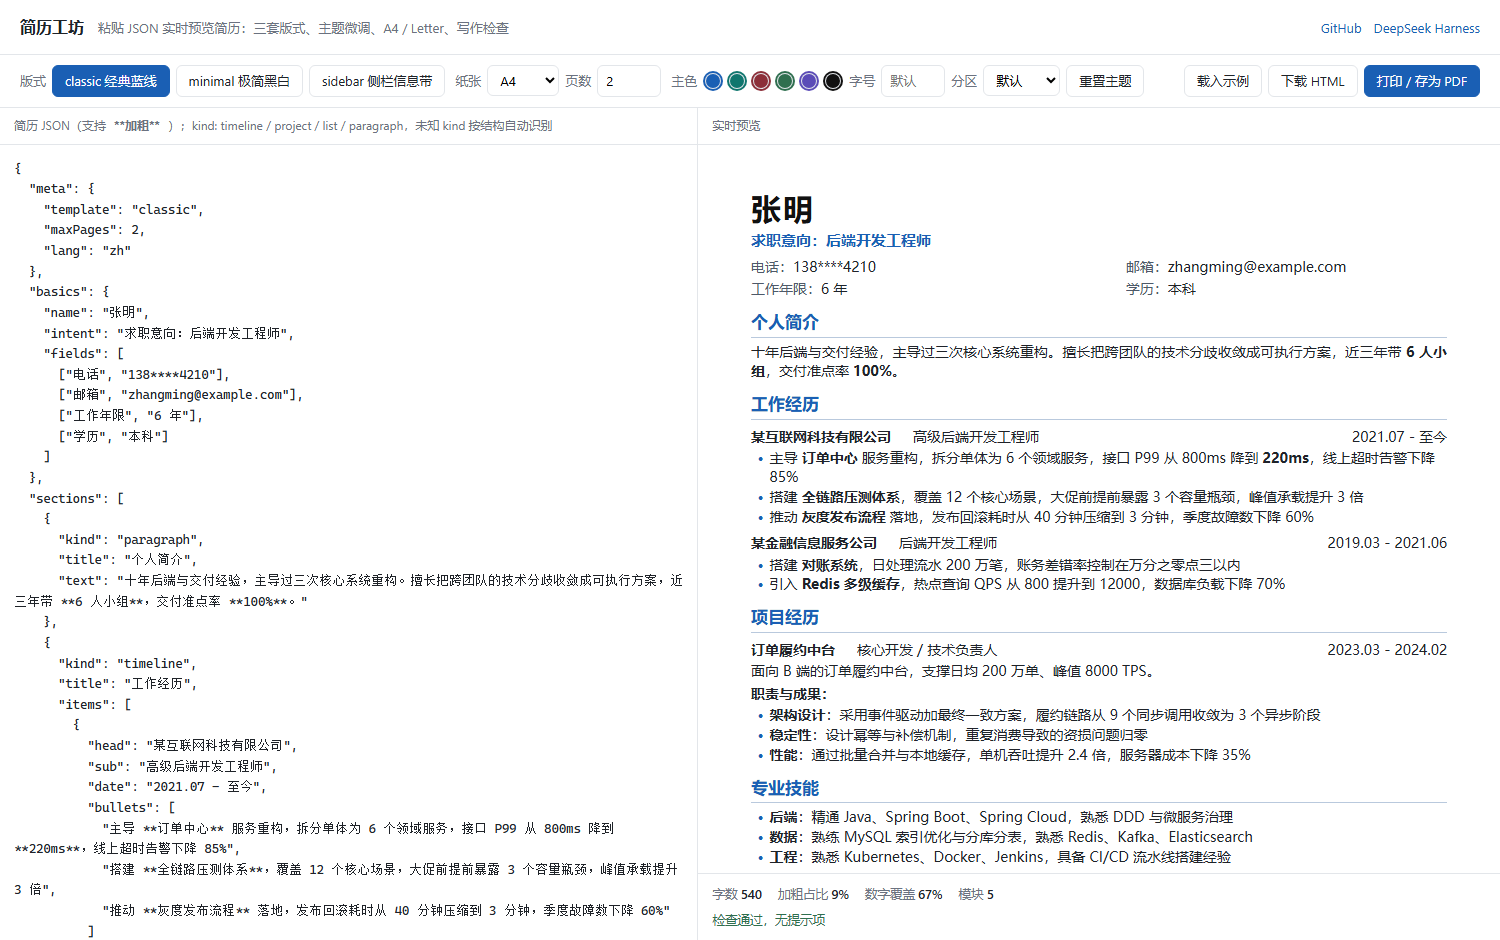 简历工坊 粘贴 JSON 实时预览简历：三套版式、主题微调、A4 / Letter、写作检查 GitHub DeepSeek Harness
版式 classic 经典蓝线 minimal 极简黑白 sidebar 侧栏信息带 纸张 A4 页数 2 主色 字号 默认 分区 默认 重置主题 载入示例 下载 HTML 打印 / 存为 PDF
简历 JSON（支持 **加粗** ）；kind: timeline / project / list / paragraph，未知 kind 按结构自动识别
{
"meta": {
"template": "classic",
"maxPages": 2,
"lang": "zh"
},
"basics": {
"name": "张明",
"intent": "求职意向：后端开发工程师",
"fields": [
["电话", "138****4210"],
["邮箱", "zhangming@example.com"],
["工作年限", "6 年"],
["学历", "本科"]
]
},
"sections": [
{
"kind": "paragraph",
"title": "个人简介",
"text": "十年后端与交付经验，主导过三次核心系统重构。擅长把跨团队的技术分歧收敛成可执行方案，近
三年带 **6 人小组**，交付准点率 **100%**。"
},
{
"kind": "timeline",
"title": "工作经历",
"items": [
{
"head": "某互联网科技有限公司",
"sub": "高级后端开发工程师",
"date": "2021.07 - 至今",
"bullets": [
"主导 **订单中心** 服务重构，拆分单体为 6 个领域服务，接口 P99 从 800ms 降到
**220ms**，线上超时告警下降 85%",
"搭建 **全链路压测体系**，覆盖 12 个核心场景，大促前提前暴露 3 个容量瓶颈，峰值承载提升
3 倍",
"推动 **灰度发布流程** 落地，发布回滚耗时从 40 分钟压缩到 3 分钟，季度故障数下降 60%"
]
实时预览
张明
求职意向：后端开发工程师
电话：138****4210 邮箱：zhangming@example.com
工作年限：6 年 学历：本科
个人简介
十年后端与交付经验，主导过三次核心系统重构。擅长把跨团队的技术分歧收敛成可执行方案，近三年带 6 人小
组，交付准点率 100%。
工作经历
某互联网科技有限公司 高级后端开发工程师 2021.07 - 至今
• 主导 订单中心 服务重构，拆分单体为 6 个领域服务，接口 P99 从 800ms 降到 220ms，线上超时告警下降
85%
• 搭建 全链路压测体系，覆盖 12 个核心场景，大促前提前暴露 3 个容量瓶颈，峰值承载提升 3 倍
• 推动 灰度发布流程 落地，发布回滚耗时从 40 分钟压缩到 3 分钟，季度故障数下降 60%
某金融信息服务公司 后端开发工程师 2019.03 - 2021.06
• 搭建 对账系统，日处理流水 200 万笔，账务差错率控制在万分之零点三以内
• 引入 Redis 多级缓存，热点查询 QPS 从 800 提升到 12000，数据库负载下降 70%
项目经历
订单履约中台 核心开发 / 技术负责人 2023.03 - 2024.02
面向 B 端的订单履约中台，支撑日均 200 万单、峰值 8000 TPS。
职责与成果：
• 架构设计：采用事件驱动加最终一致方案，履约链路从 9 个同步调用收敛为 3 个异步阶段
• 稳定性：设计幂等与补偿机制，重复消费导致的资损问题归零
• 性能：通过批量合并与本地缓存，单机吞吐提升 2.4 倍，服务器成本下降 35%
专业技能
• 后端：精通 Java、Spring Boot、Spring Cloud，熟悉 DDD 与微服务治理
• 数据：熟练 MySQL 索引优化与分库分表，熟悉 Redis、Kafka、Elasticsearch
• 工程：熟悉 Kubernetes、Docker、Jenkins，具备 CI/CD 流水线搭建经验
字数 540 加粗占比 9% 数字覆盖 67% 模块 5
检查通过，无提示项